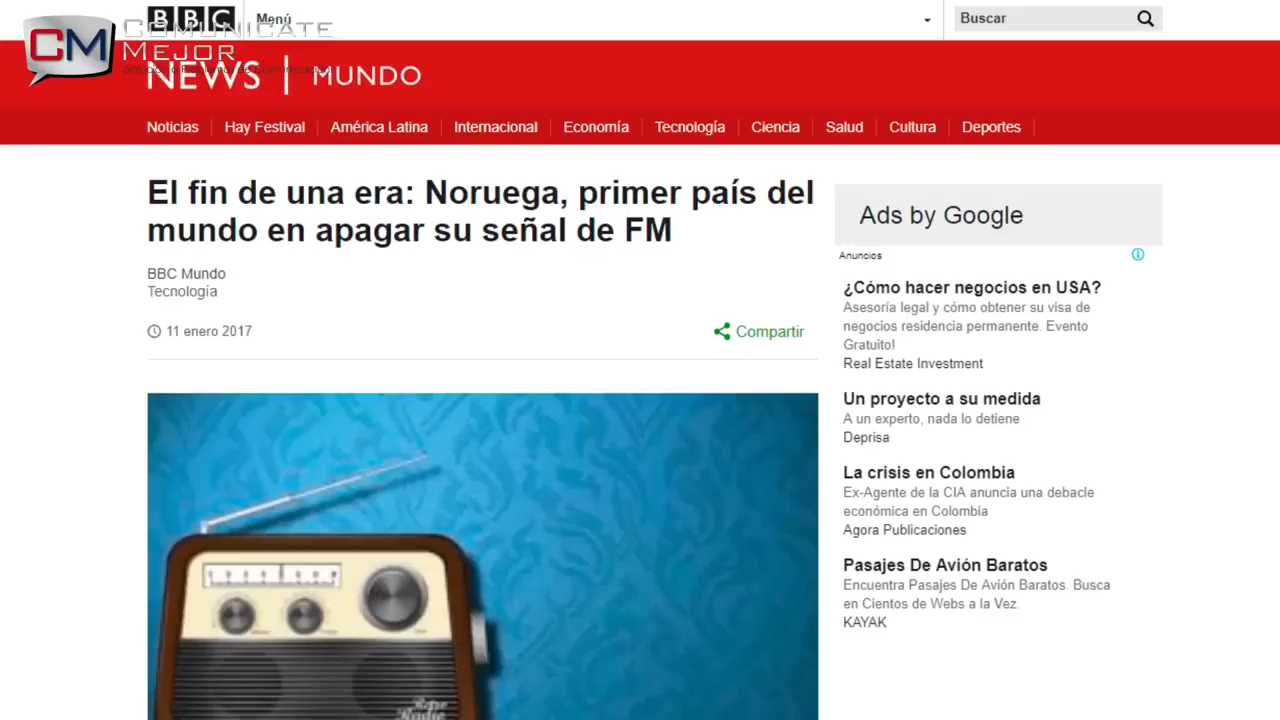 BBC
Menú
Buscar
CM
COMUNICATE
MEJOR
NEWS | MUNDO
Noticias
Hay Festival
América Latina
Internacional
Economía
Tecnología
Ciencia
Salud
Cultura
Deportes
El fin de una era: Noruega, primer país del
mundo en apagar su señal de FM
BBC Mundo
Tecnología
11 enero 2017
Compartir
Retro
Radio
Ads by Google
Anuncios
¿Cómo hacer negocios en USA?
Asesoría legal y cómo obtener su visa de
negocios residencia permanente. Evento
Gratuito!
Real Estate Investment
Un proyecto a su medida
A un experto, nada lo detiene
Deprisa
La crisis en Colombia
Ex-Agente de la CIA anuncia una debacle
económica en Colombia
Agora Publicaciones
Pasajes De Avión Baratos
Encuentra Pasajes De Avión Baratos. Busca
en Cientos de Webs a la Vez.
KAYAK